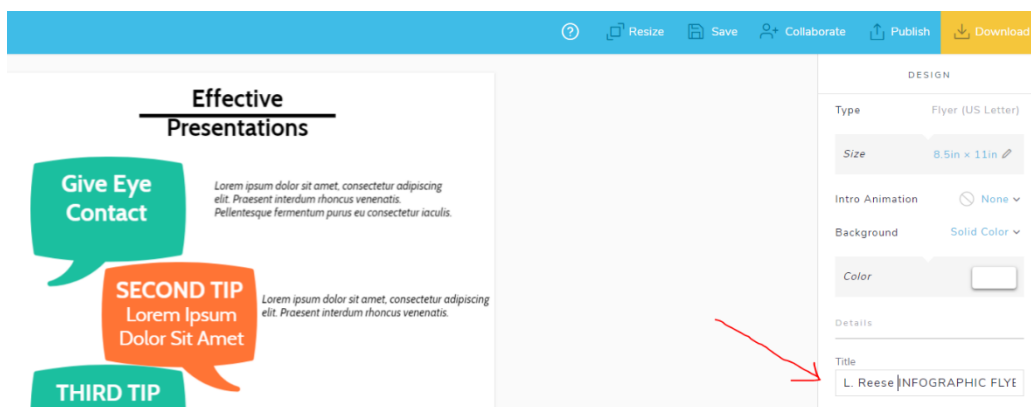 ?
Resize
Save
Collaborate
Publish
Download
DESIGN
Type
Flyer (US Letter)
Size
8.5in × 11in
Intro Animation
None
Background
Solid Color
Color
Details
Title
L. Reese INFOGRAPHIC FLYE
Effective
Presentations
Give Eye
Contact
Lorem ipsum dolor sit amet, consectetur adipiscing
elit. Praesent interdum rhoncus venenatis.
Pellentesque fermentum purus eu consectetur iaculis.
SECOND TIP
Lorem Ipsum
Dolor Sit Amet
Lorem ipsum dolor sit amet, consectetur adipiscing
elit. Praesent interdum rhoncus venenatis.
THIRD TIP